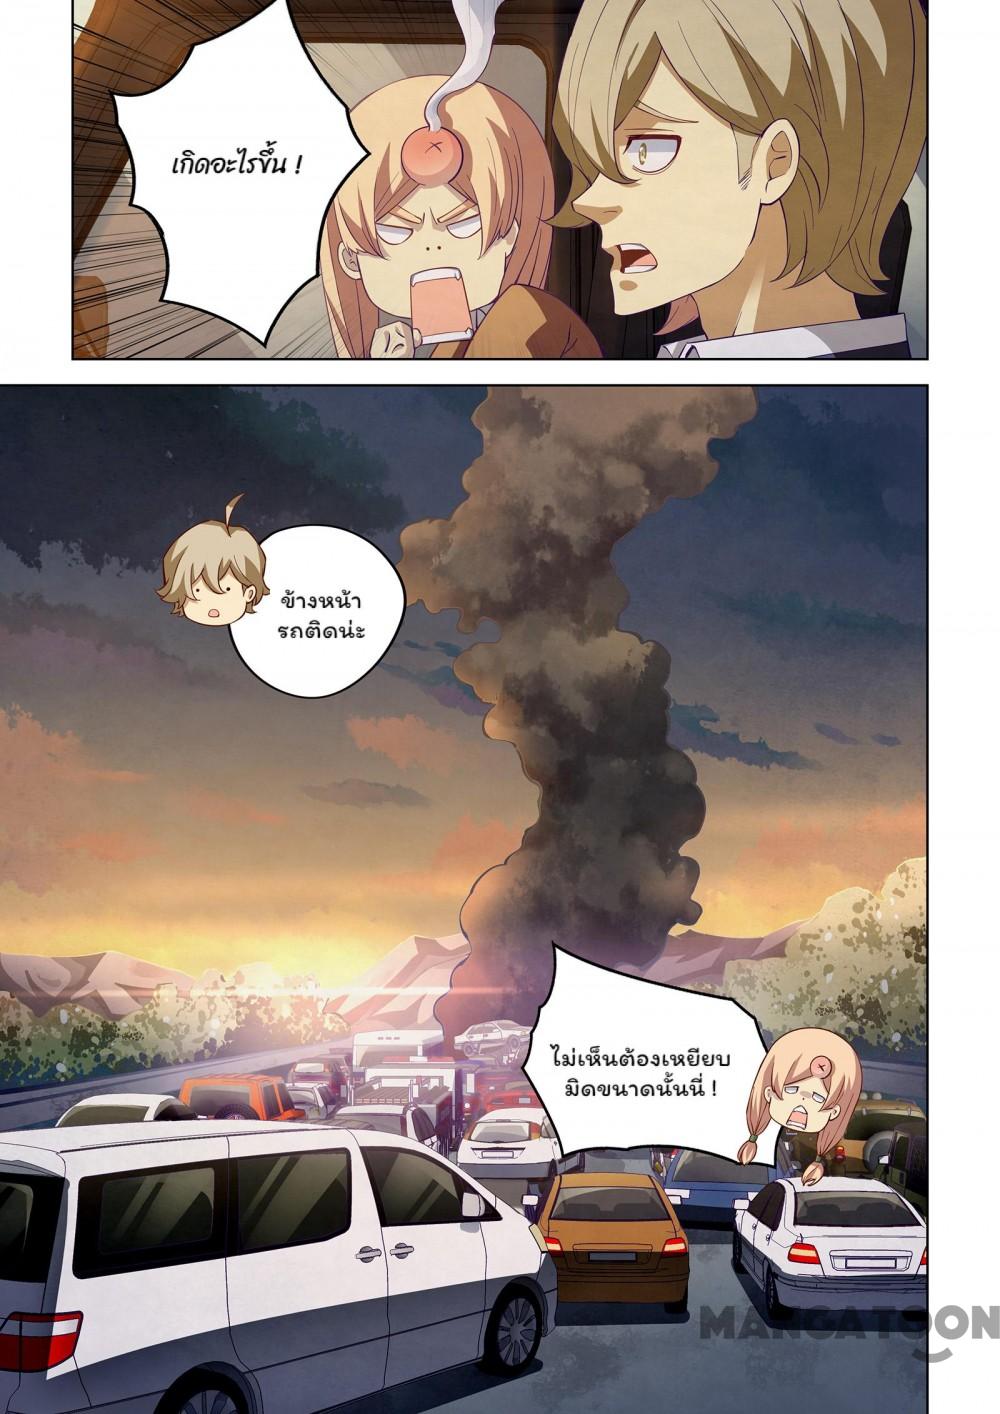 เกิดอะไรขึ้น !
ข้างหน้า
รถติดน่ะ
ไม่เห็นต้องเหยียบ
มิดขนาดนั้นนี่ !
MANGATOON